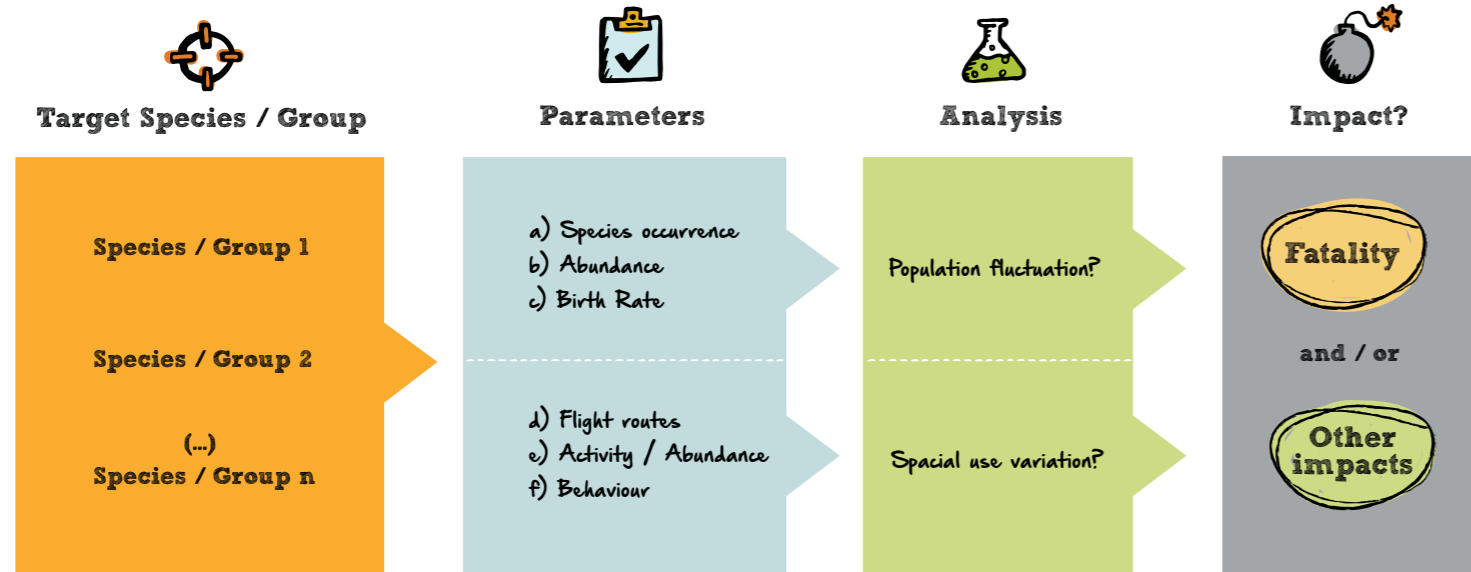 Target Species / Group
Parameters
Analysis
Impact?
Species / Group 1
Species / Group 2
(...)
Species / Group n
a) Species occurrence
b) Abundance
c) Birth Rate
d) Flight routes
e) Activity / Abundance
f) Behaviour
Population fluctuation?
Spacial use variation?
Fatality
and / or
Other
impacts